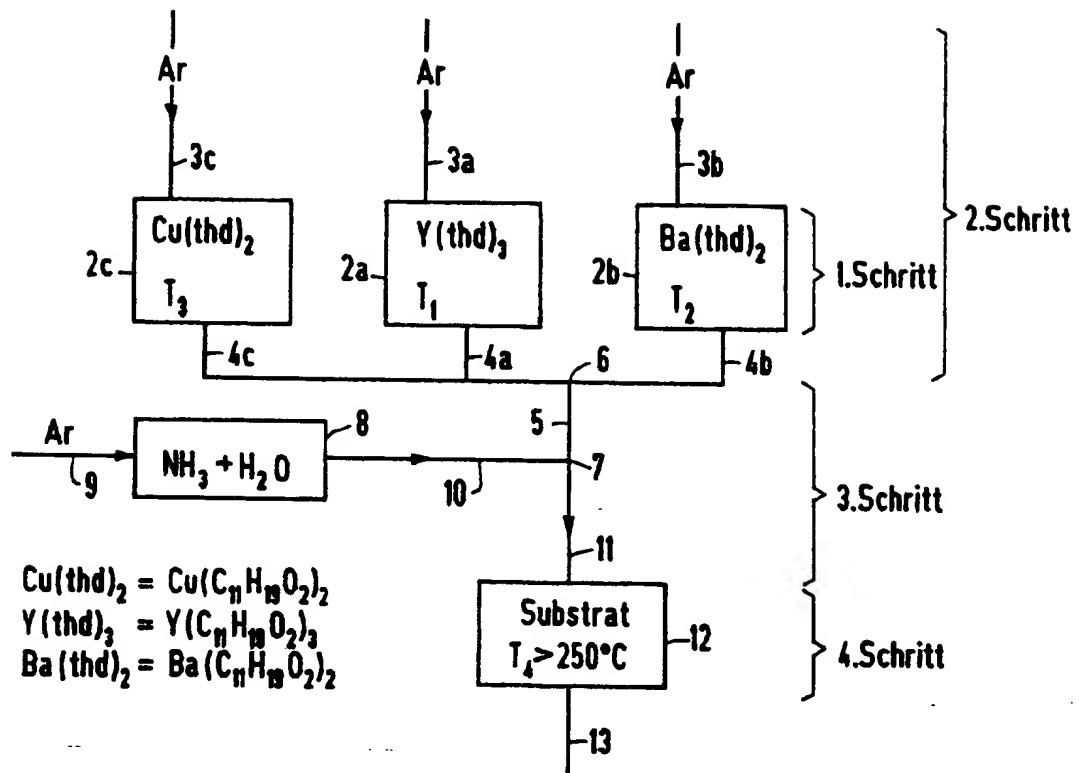 Ar Ar Ar
3c 3a 3b
2.Schritt
Cu(thd)₂ Y(thd)₃ Ba(thd)₂
2c 2a 2b 1.Schritt
T₃ T₁ T₂
4c 4a 6 4b
5
Ar 8
NH₃ + H₂O
9 10 7
3.Schritt
11
Cu(thd)₂ = Cu(C₁₁H₁₉O₂)₂
Y(thd)₃ = Y(C₁₁H₁₉O₂)₃
Ba(thd)₂ = Ba(C₁₁H₁₉O₂)₂
Substrat
T₄>250°C
12
4.Schritt
13